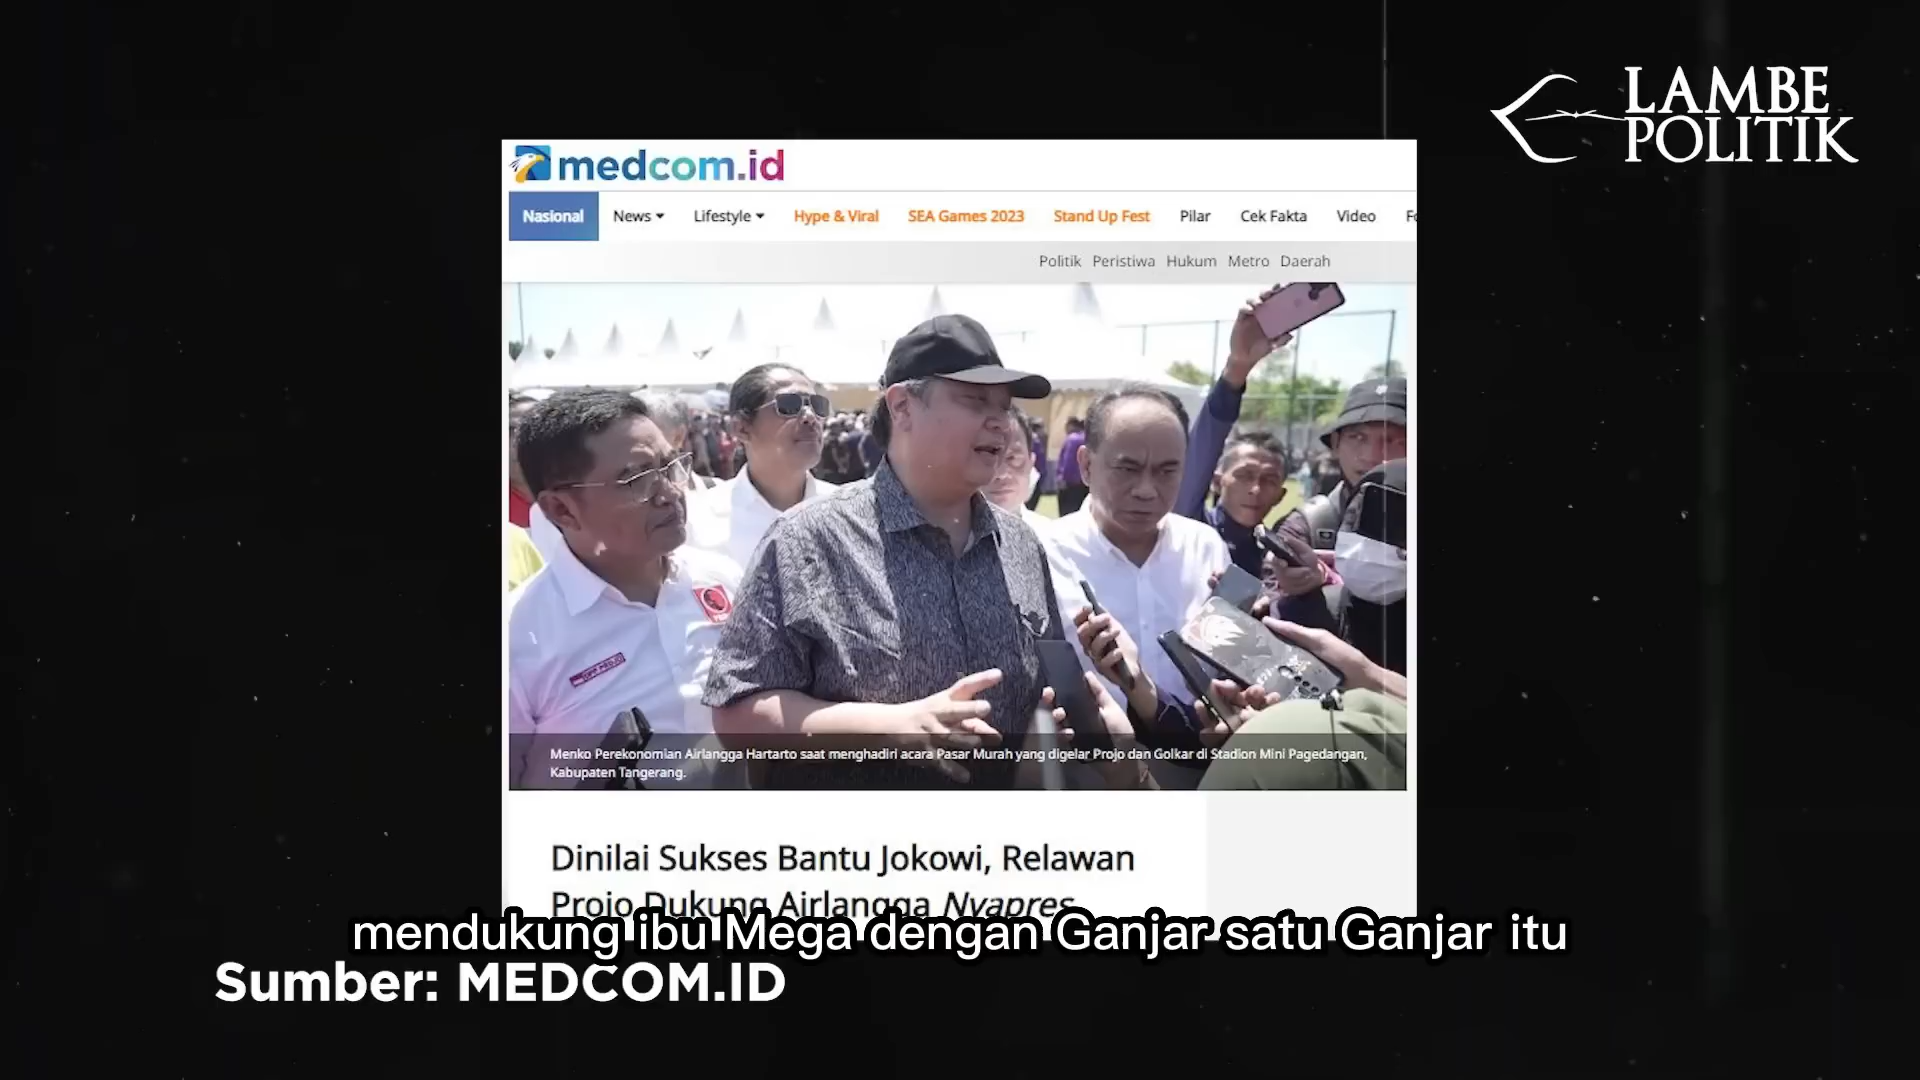 LAMBE
POLITIK
medcom.id
Nasional News Lifestyle Hype & Viral SEA Games 2023 Stand Up Fest Pilar Cek Fakta Video Fo
Politik Peristiwa Hukum Metro Daerah
DPP PROJO
Menko Perekonomian Airlangga Hartarto saat menghadiri acara Pasar Murah yang digelar Projo dan Golkar di Stadion Mini Pagedangan,
Kabupaten Tangerang.
Dinilai Sukses Bantu Jokowi, Relawan
Projo Dukung Airlangga Nyapres
mendukung ibu Mega dengan Ganjar satu Ganjar itu
Sumber: MEDCOM.ID